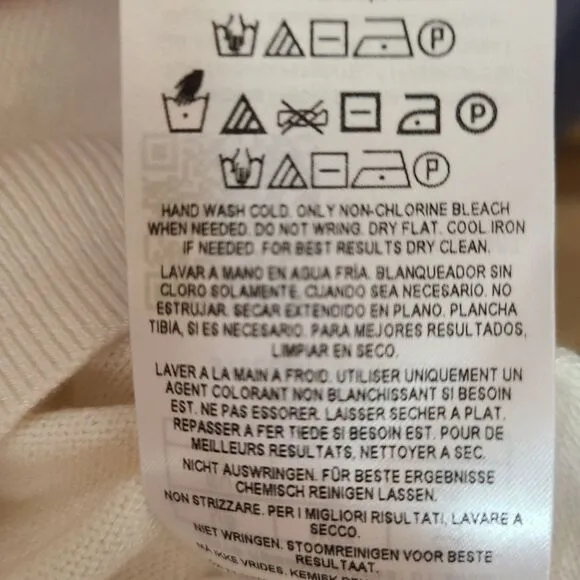 P
P
P
HAND WASH COLD. ONLY NON-CHLORINE BLEACH
WHEN NEEDED. DO NOT WRING. DRY FLAT. COOL IRON
IF NEEDED. FOR BEST RESULTS DRY CLEAN.
LAVAR A MANO EN AGUA FRÍA. BLANQUEADOR SIN
CLORO SOLAMENTE. CUANDO SEA NECESARIO. NO
ESTRUJAR. SECAR EXTENDIDO EN PLANO. PLANCHA
TIBIA, SI ES NECESARIO. PARA MEJORES RESULTADOS,
LIMPIAR EN SECO.
LAVER A LA MAIN A FROID. UTILISER UNIQUEMENT UN
AGENT COLORANT NON BLANCHISSANT SI BESOIN
EST. NE PAS ESSORER. LAISSER SECHER A PLAT.
REPASSER A FER TIEDE SI BESOIN EST. POUR DE
MEILLEURS RESULTATS, NETTOYER A SEC.
NICHT AUSWRINGEN. FÜR BESTE ERGEBNISSE
CHEMISCH REINIGEN LASSEN.
NON STRIZZARE. PER I MIGLIORI RISULTATI, LAVARE A
SECCO.
NIET WRINGEN. STOOMREINIGEN VOOR BESTE
RESULTAAT.
MÅ IKKE VRIDES. KEMISK